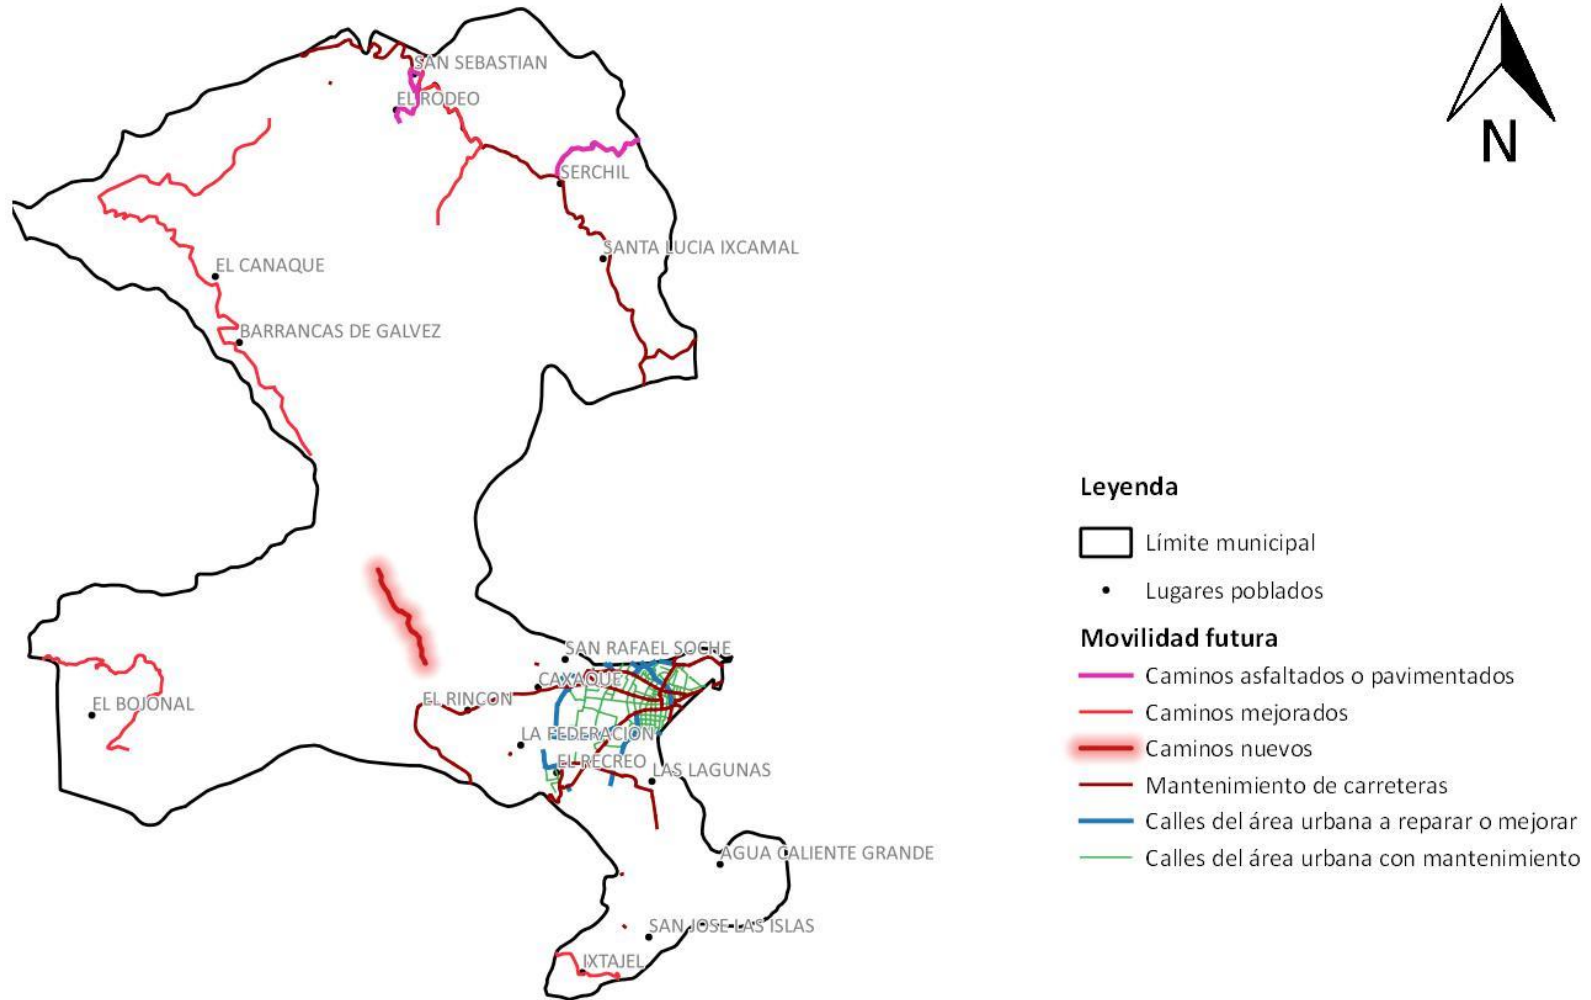 SAN SEBASTIAN
EL RODEO
N
SERCHIL
SANTA LUCIA IXCAMAL
EL CANAQUE
BARRANCAS DE GALVEZ
Leyenda
Límite municipal
Lugares poblados
Movilidad futura
Caminos asfaltados o pavimentados
Caminos mejorados
Caminos nuevos
Mantenimiento de carreteras
Calles del área urbana a reparar o mejorar
Calles del área urbana con mantenimiento
SAN RAFAEL SOCHE
CAXAQUE
EL RINCON
EL BOJONAL
LA FEDERACION
EL RECREO
LAS LAGUNAS
AGUA CALIENTE GRANDE
SAN JOSE LAS ISLAS
IXTAJEL